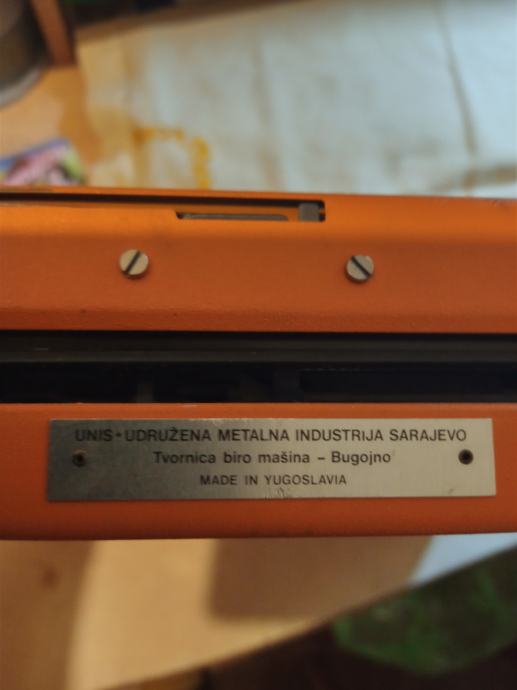 UNIS-UDRUŽENA METALNA INDUSTRIJA SARAJEVO
Tvornica biro mašina – Bugojno
MADE IN YUGOSLAVIA